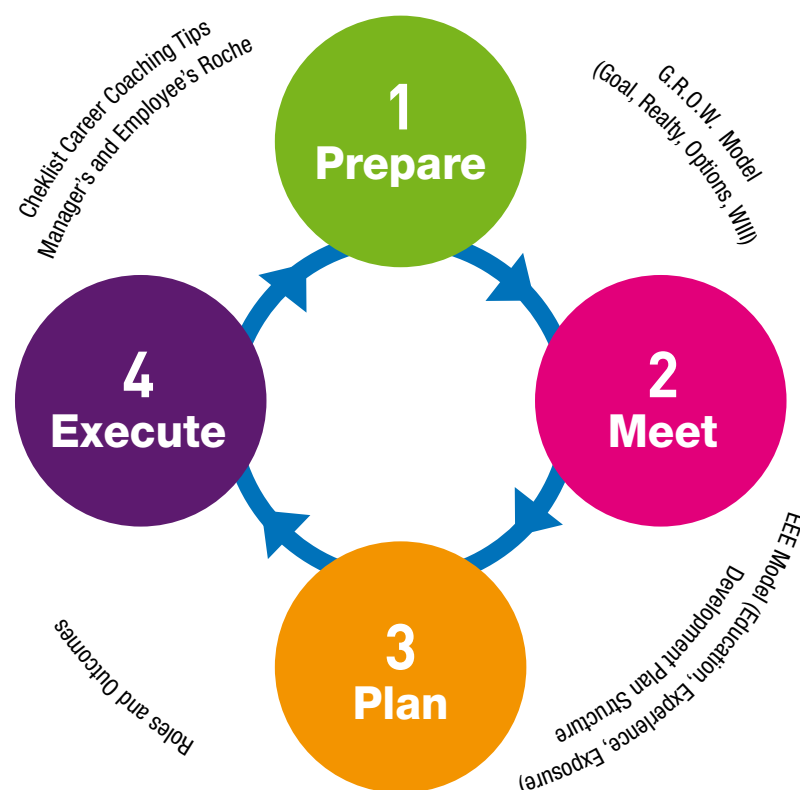 Cheklist Career Coaching Tips
Manager's and Employee's Roche
1
Prepare
G.R.O.W. Model
(Goal, Realty, Options, Will)
2
Meet
EEE Model (Education, Experience, Exposure)
Development Plan Structure
3
Plan
Roles and Outcomes
4
Execute